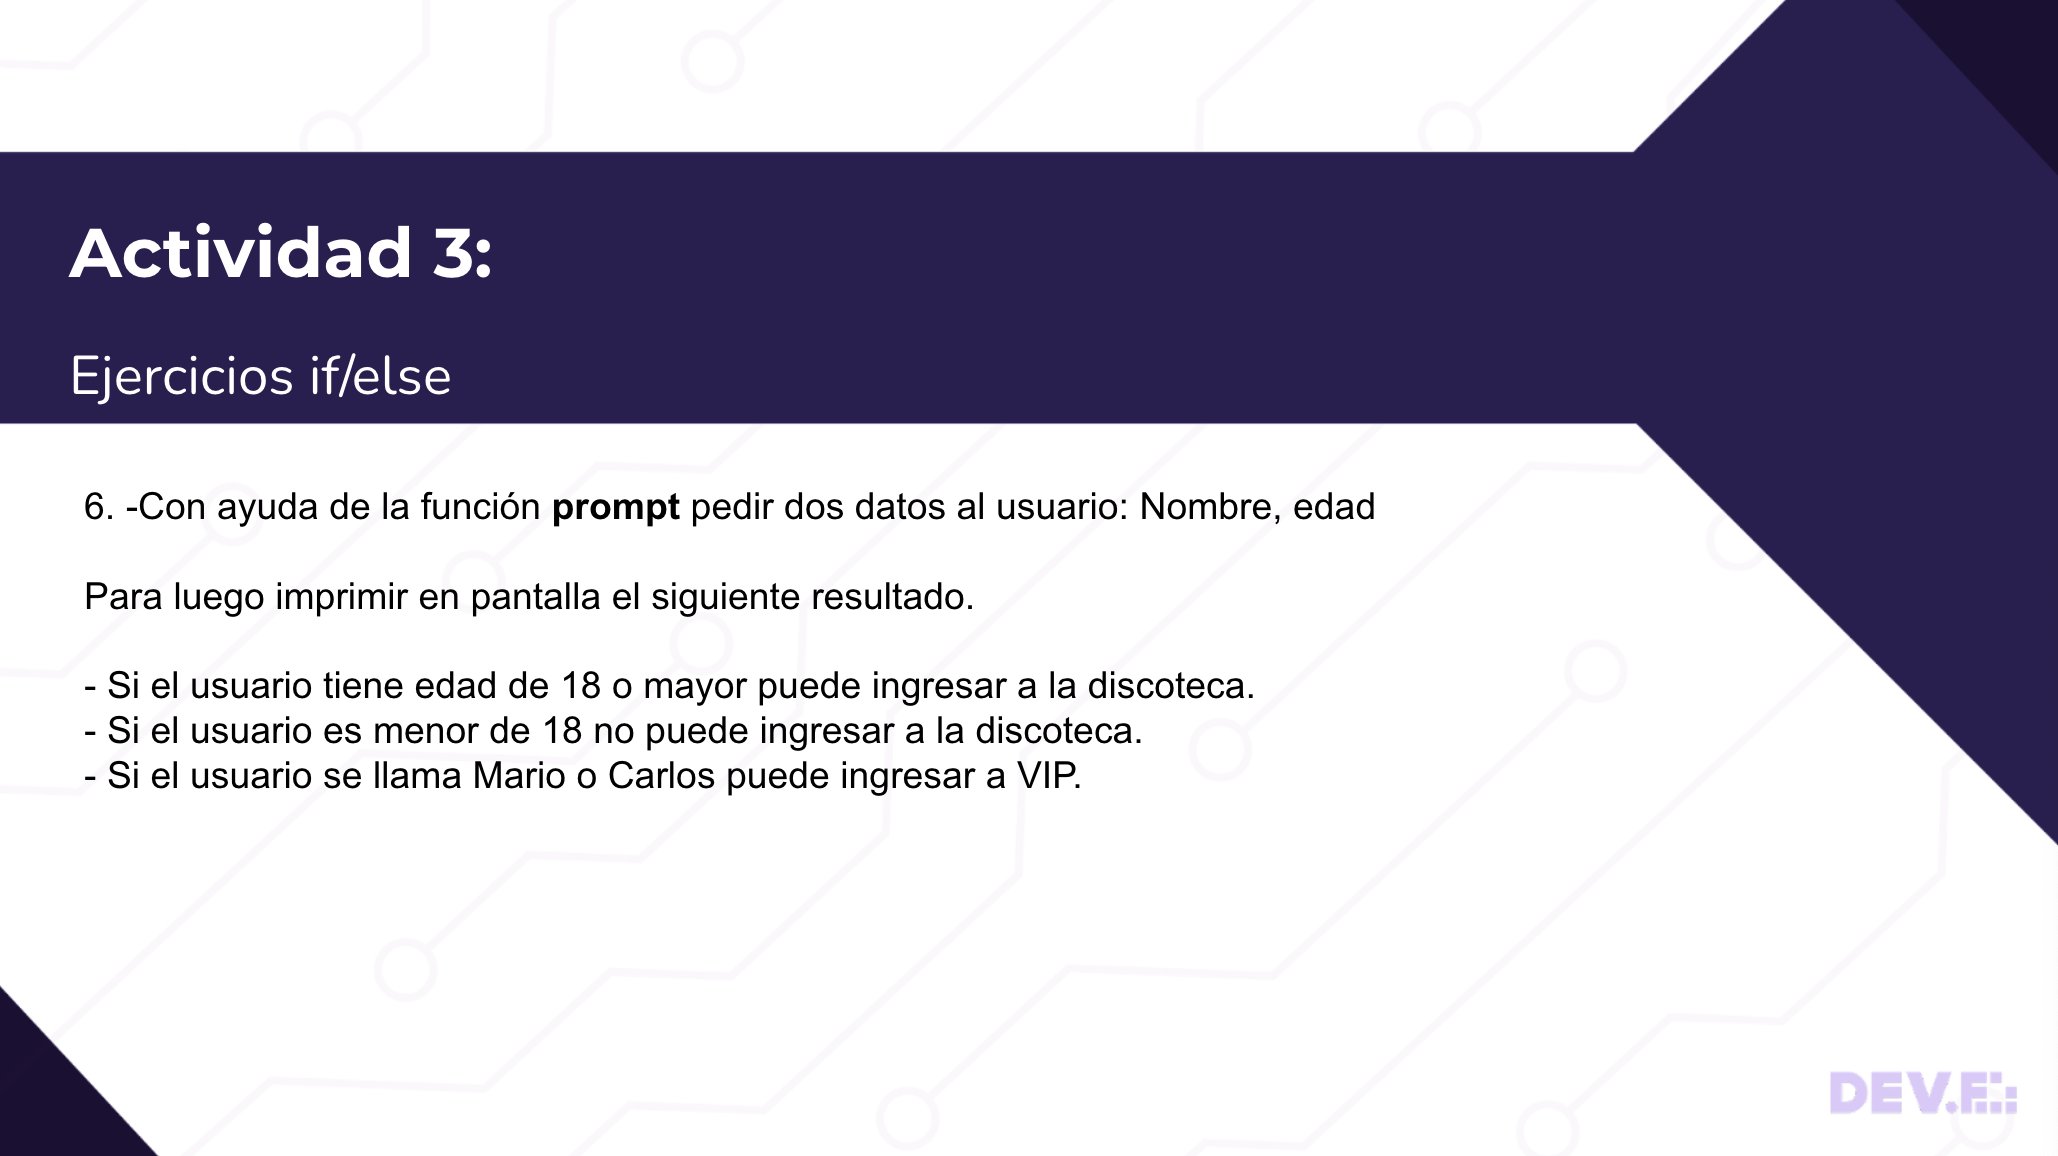 Actividad 3:
Ejercicios if/else
6. -Con ayuda de la función prompt pedir dos datos al usuario: Nombre, edad
Para luego imprimir en pantalla el siguiente resultado.
- Si el usuario tiene edad de 18 o mayor puede ingresar a la discoteca.
- Si el usuario es menor de 18 no puede ingresar a la discoteca.
- Si el usuario se llama Mario o Carlos puede ingresar a VIP.
DEV.F.: